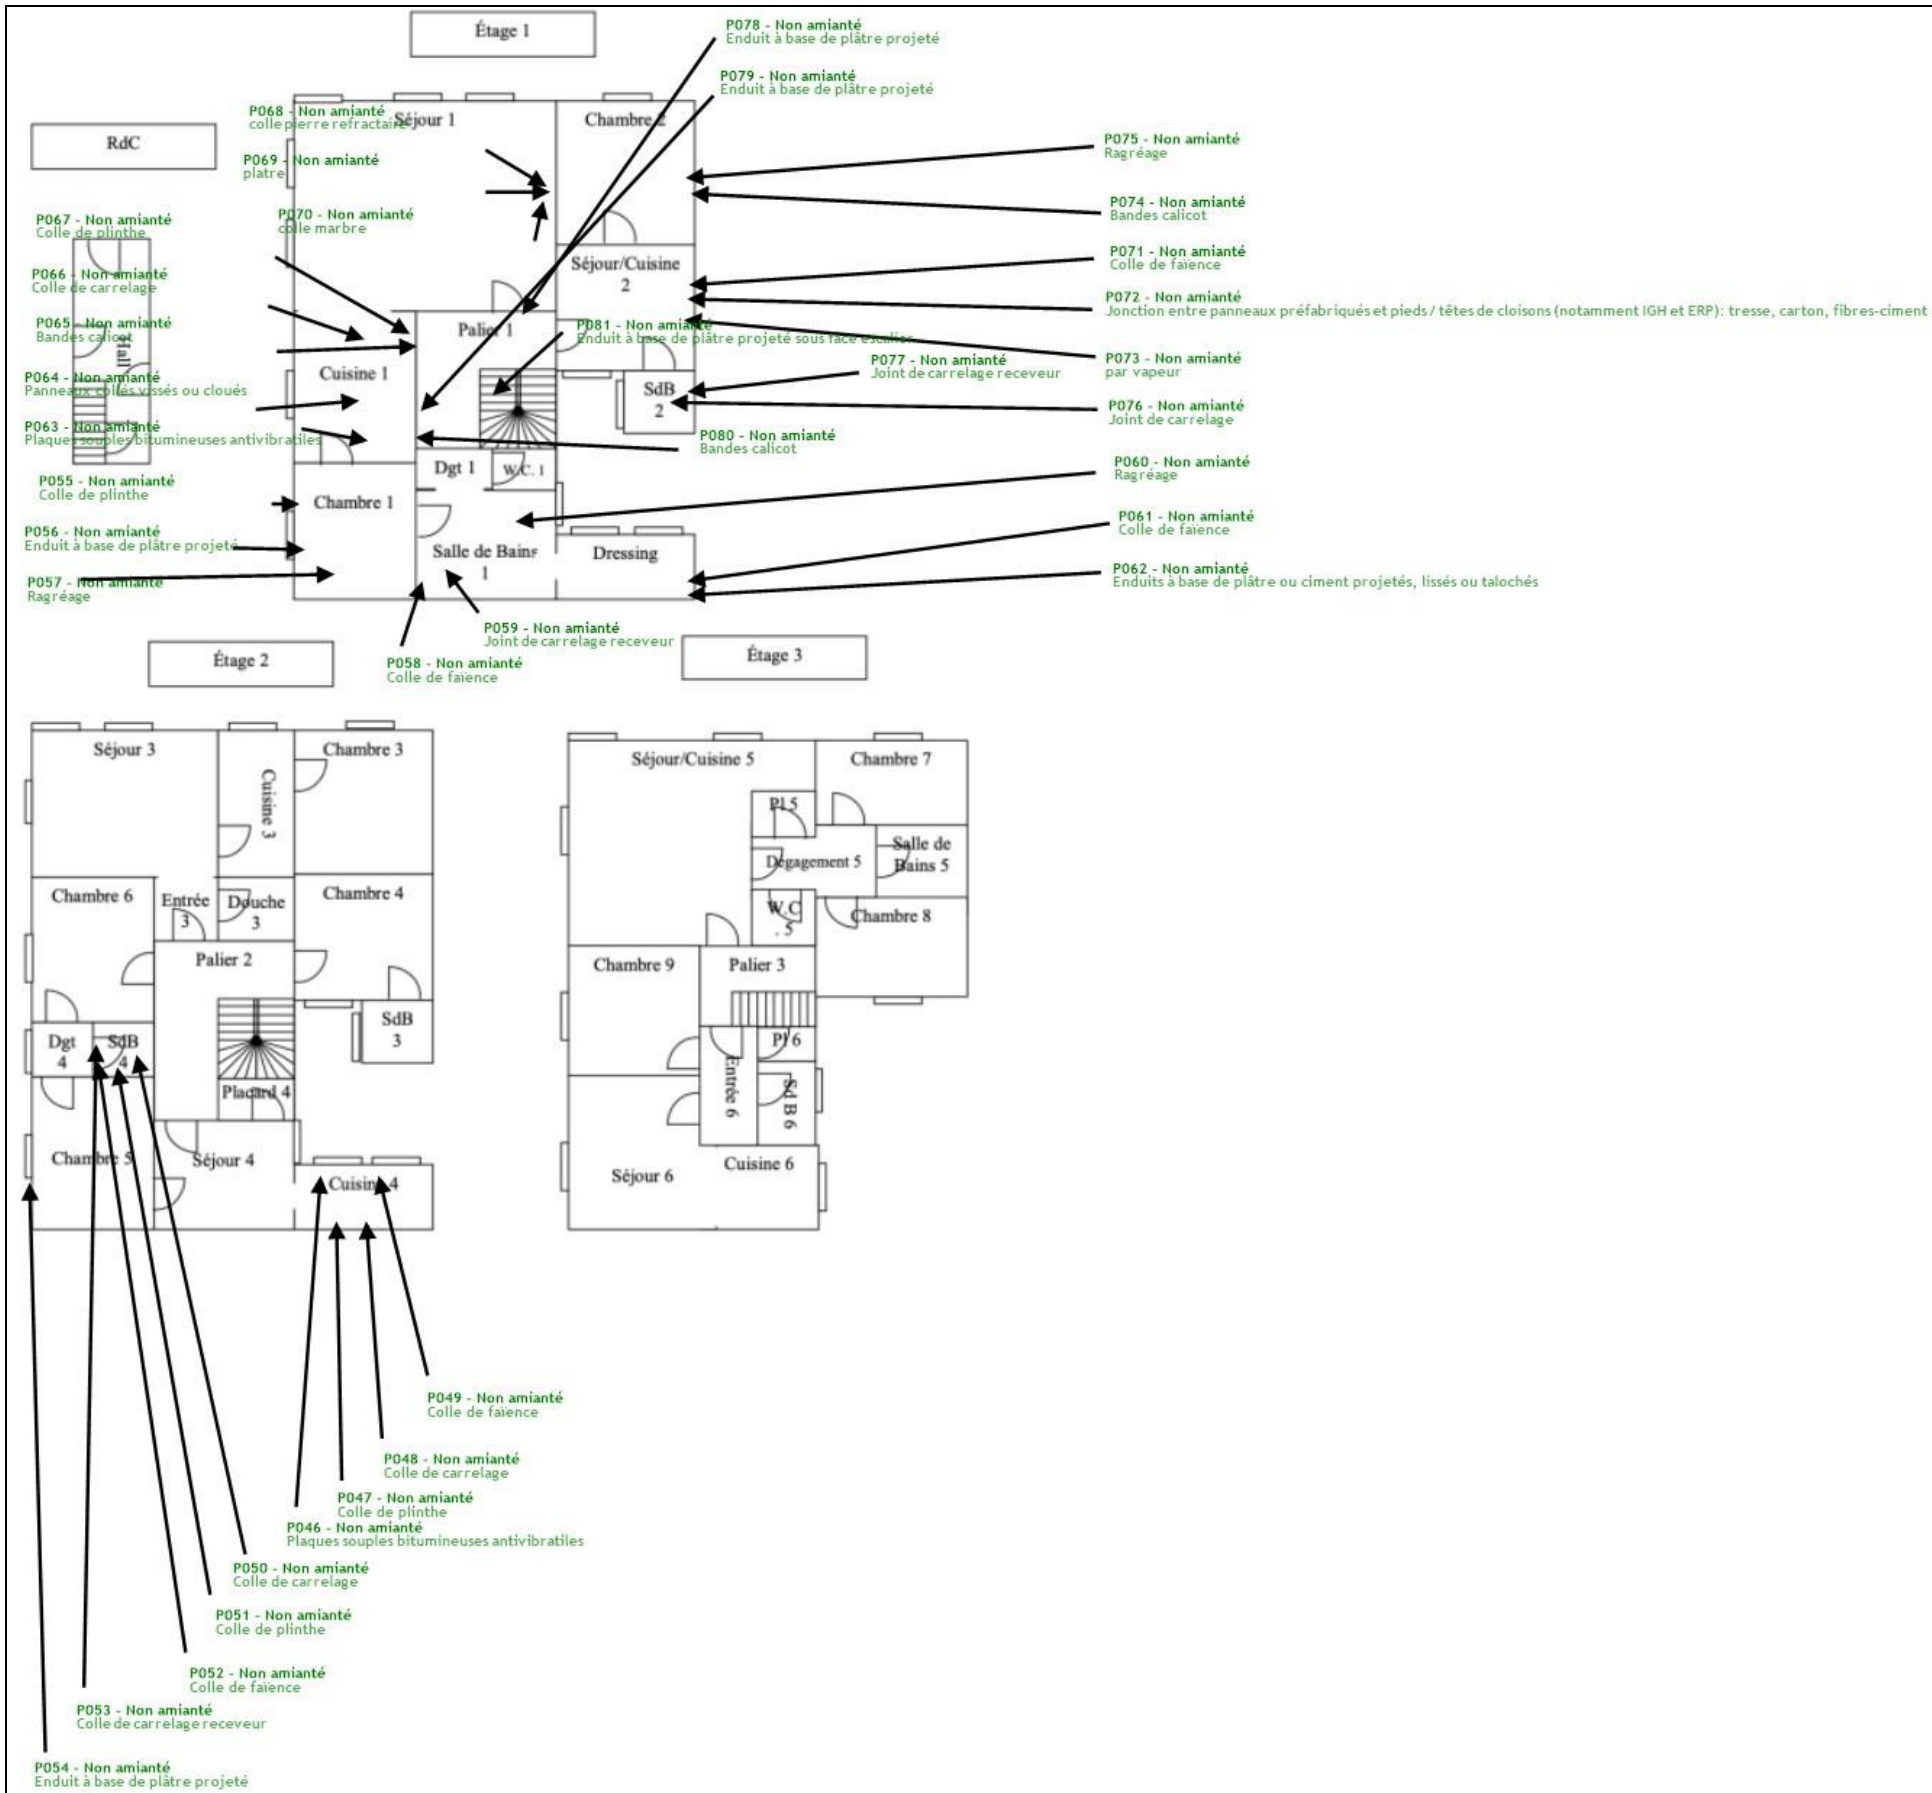 Étage 1
P078 - Non amianté
Enduit à base de plâtre projeté
P079 - Non amianté
Enduit à base de plâtre projeté
P068 - Non amianté
colle pierre refractaire
Séjour 1
Chambre 2
RdC
P069 - Non amianté
platre
P075 - Non amianté
Ragréage
P067 - Non amianté
Colle de plinthe
P070 - Non amianté
colle marbre
P074 - Non amianté
Bandes calicot
P066 - Non amianté
Colle de carrelage
Séjour/Cuisine
2
P071 - Non amianté
Colle de faïence
P072 - Non amianté
Jonction entre panneaux préfabriqués et pieds / têtes de cloisons (notamment IGH et ERP): tresse, carton, fibres-ciment
P065 - Non amianté
Bandes calicot
Hall
Palier 1
P081 - Non amianté
Enduit à base de plâtre projeté sous face escalier
P073 - Non amianté
par vapeur
P077 - Non amianté
Joint de carrelage receveur
P064 - Non amianté
Panneaux collés vissés ou cloués
Cuisine 1
SdB
2
P076 - Non amianté
Joint de carrelage
P063 - Non amianté
Plaques souples bitumineuses antivibratiles
P080 - Non amianté
Bandes calicot
Dgt 1
W.C. 1
P060 - Non amianté
Ragréage
P055 - Non amianté
Colle de plinthe
Chambre 1
P061 - Non amianté
Colle de faïence
P056 - Non amianté
Enduit à base de plâtre projeté
Salle de Bains
1
Dressing
P057 - Non amianté
Ragréage
P062 - Non amianté
Enduits à base de plâtre ou ciment projetés, lissés ou talochés
P059 - Non amianté
Joint de carrelage receveur
P058 - Non amianté
Colle de faïence
Étage 2
Étage 3
Séjour 3
Cuisine 3
Chambre 3
Chambre 6
Entrée
3
Douche
3
Chambre 4
Palier 2
Dgt
4
SdB
4
SdB
3
Placard 4
Chambre 5
Séjour 4
Cuisine 4
Séjour/Cuisine 5
Chambre 7
Pl 5
Dégagement 5
Salle de
Bains 5
W.C
. 5
Chambre 8
Chambre 9
Palier 3
Pl 6
Entrée 6
Sd B 6
Séjour 6
Cuisine 6
P049 - Non amianté
Colle de faïence
P048 - Non amianté
Colle de carrelage
P047 - Non amianté
Colle de plinthe
P046 - Non amianté
Plaques souples bitumineuses antivibratiles
P050 - Non amianté
Colle de carrelage
P051 - Non amianté
Colle de plinthe
P052 - Non amianté
Colle de faïence
P053 - Non amianté
Colle de carrelage receveur
P054 - Non amianté
Enduit à base de plâtre projeté